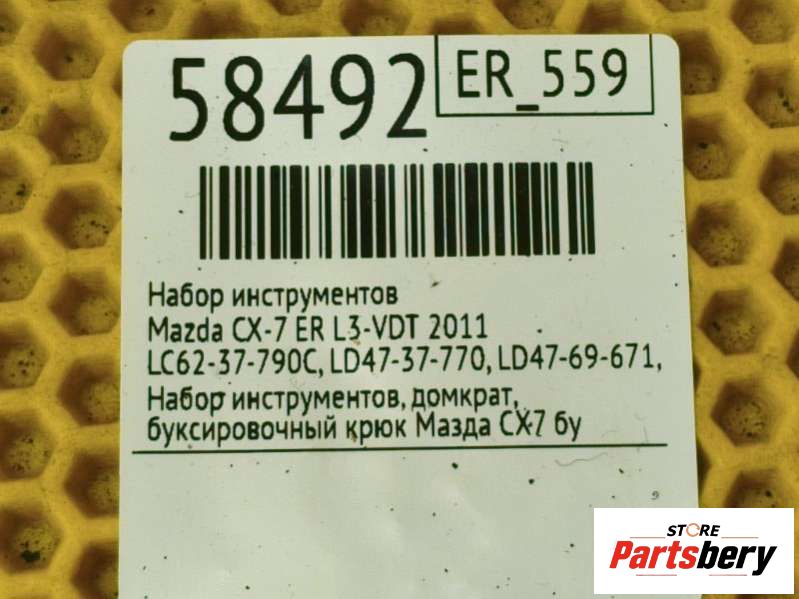 58492
ER_559
Набор инструментов
Mazda CX-7 ER L3-VDT 2011
LC62-37-790C, LD47-37-770, LD47-69-671,
Набор инструментов, домкрат,
буксировочный крюк Мазда СХ-7 бу
STORE
Partsbery